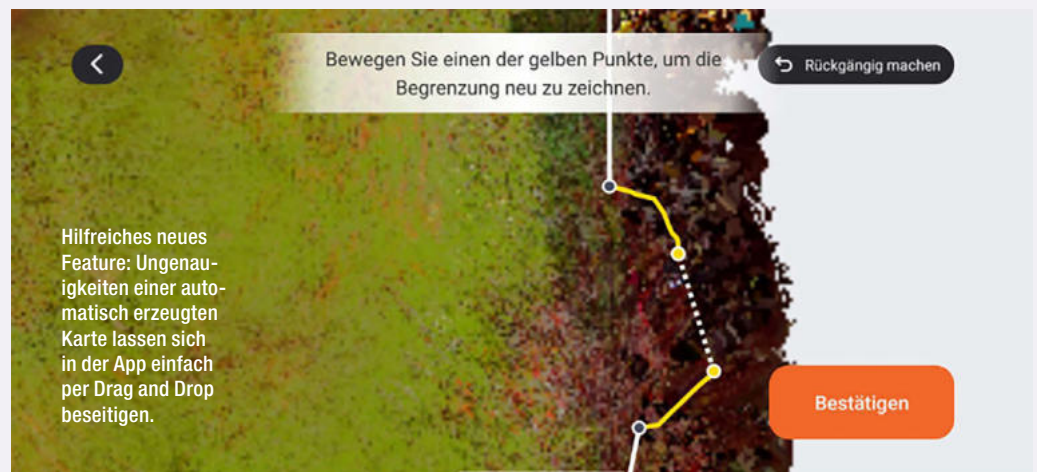 Bewegen Sie einen der gelben Punkte, um die
Begrenzung neu zu zeichnen.
Rückgängig machen
Hilfreiches neues
Feature: Ungenau-
igkeiten einer auto-
matisch erzeugten
Karte lassen sich
in der App einfach
per Drag and Drop
beseitigen.
Bestätigen